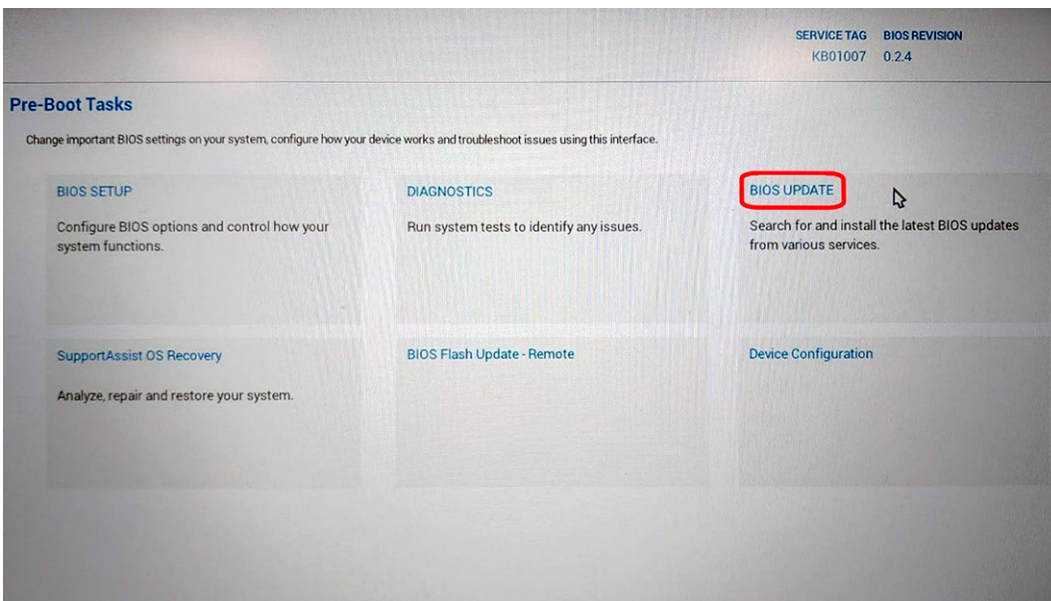 SERVICE TAG BIOS REVISION
KB01007 0.2.4
Pre-Boot Tasks
Change important BIOS settings on your system, configure how your device works and troubleshoot issues using this interface.
BIOS SETUP
Configure BIOS options and control how your
system functions.
DIAGNOSTICS
Run system tests to identify any issues.
BIOS UPDATE
Search for and install the latest BIOS updates
from various services.
SupportAssist OS Recovery
Analyze, repair and restore your system.
BIOS Flash Update - Remote
Device Configuration